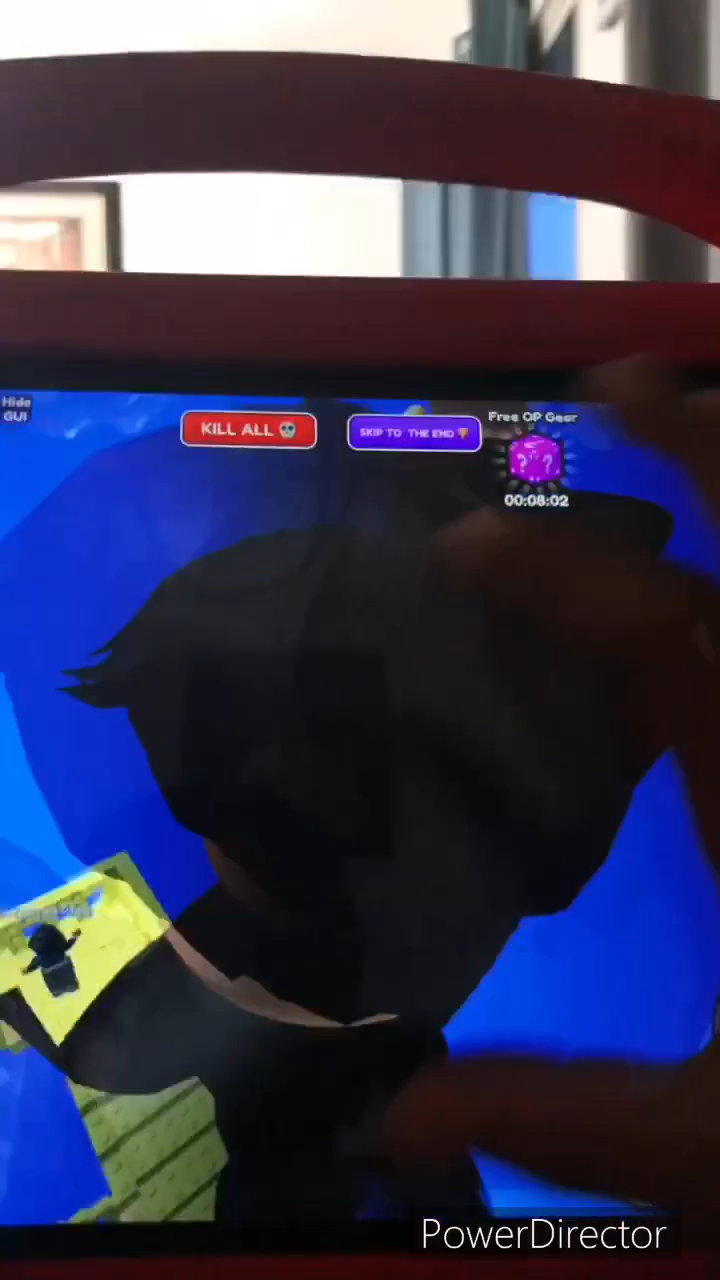 Hide
GUI
KILL ALL
SKIP TO THE END
Free OP Gear
? ?
00:08:02
PowerDirector